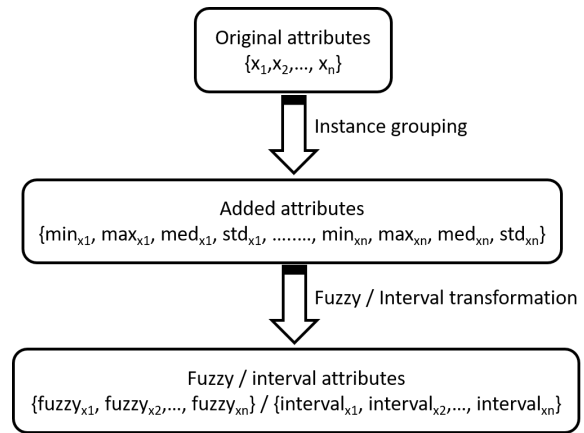 Original attributes
{x₁,x₂,..., xₙ}
Instance grouping
Added attributes
{minₓ₁, maxₓ₁, medₓ₁, stdₓ₁, ........, minₓₙ, maxₓₙ, medₓₙ, stdₓₙ}
Fuzzy / Interval transformation
Fuzzy / interval attributes
{fuzzyₓ₁, fuzzyₓ₂,..., fuzzyₓₙ} / {intervalₓ₁, intervalₓ₂,..., intervalₓₙ}